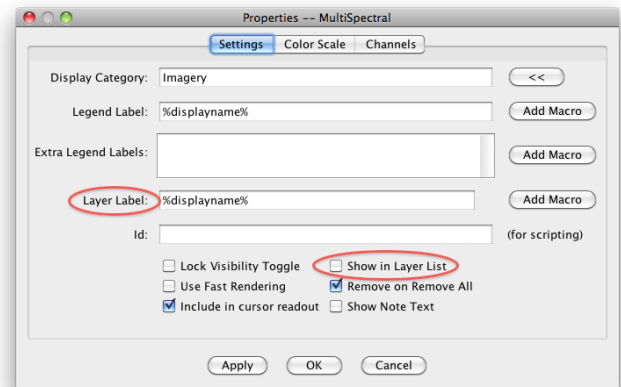 Properties -- MultiSpectral
Settings Color Scale Channels
Display Category: Imagery <<
Legend Label: %displayname% Add Macro
Extra Legend Labels: Add Macro
Layer Label: %displayname% Add Macro
Id: (for scripting)
Lock Visibility Toggle Show in Layer List
Use Fast Rendering Remove on Remove All
Include in cursor readout Show Note Text
Apply OK Cancel